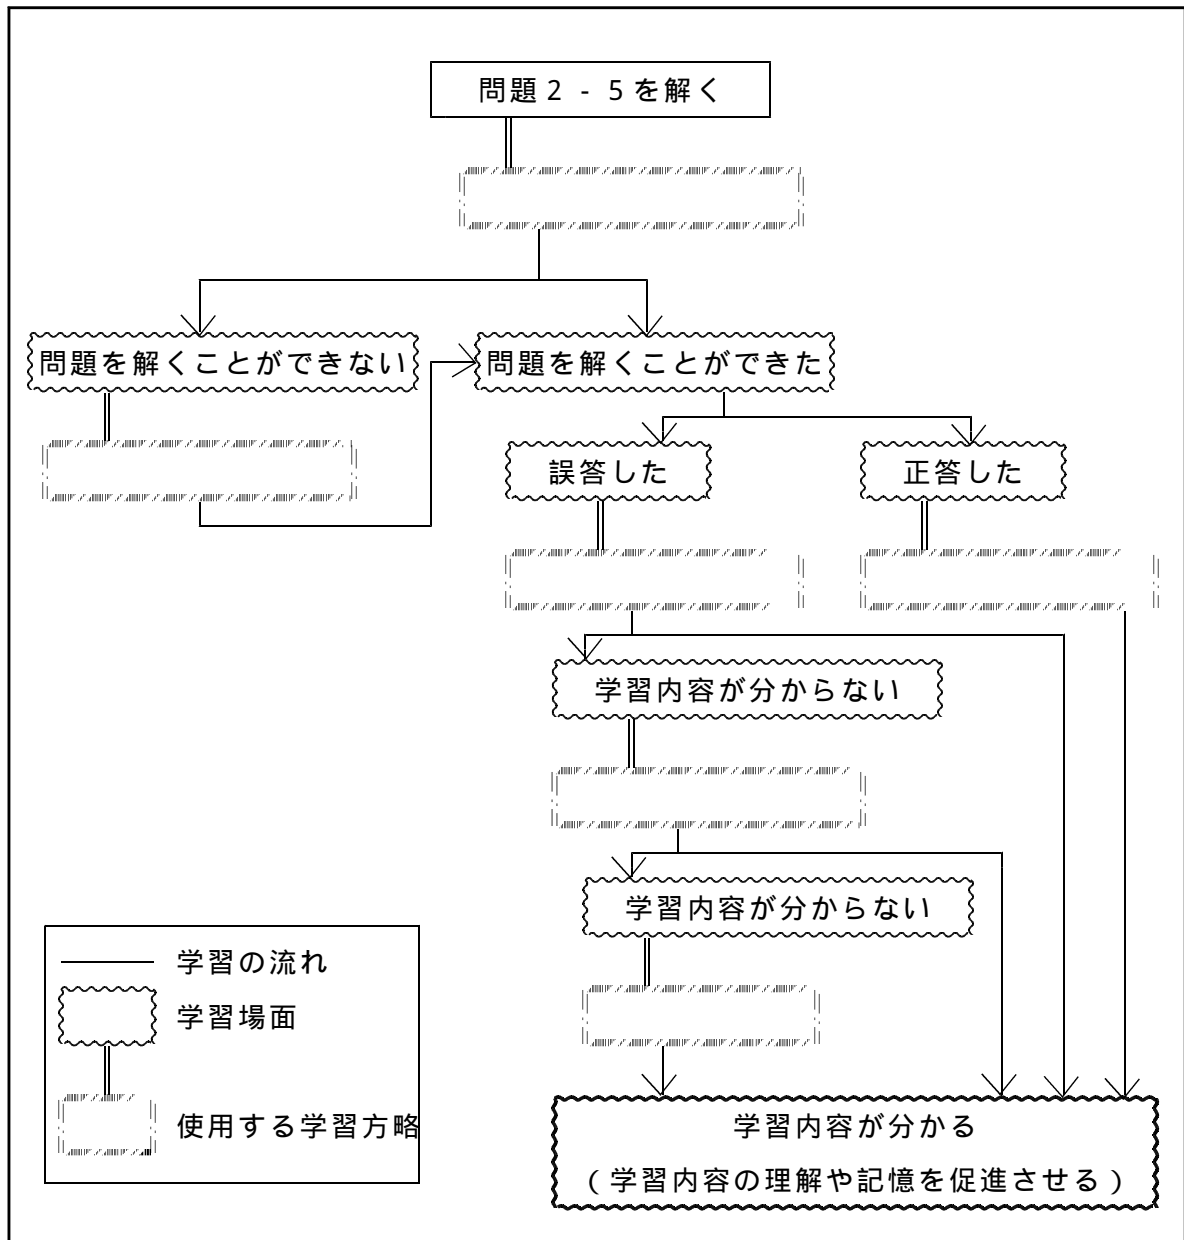 問題2-5を解く
問題を解くことができない
問題を解くことができた
誤答した
正答した
学習内容が分からない
学習内容が分からない
学習の流れ
学習場面
使用する学習方略
学習内容が分かる
(学習内容の理解や記憶を促進させる)